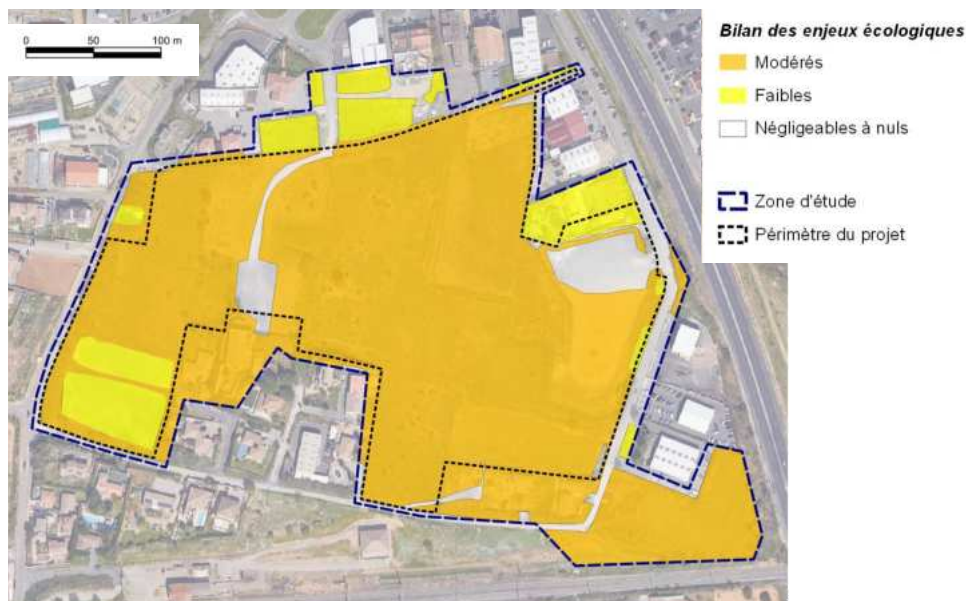 0 50 100 m
Bilan des enjeux écologiques
Modérés
Faibles
Négligeables à nuls
Zone d'étude
Périmètre du projet